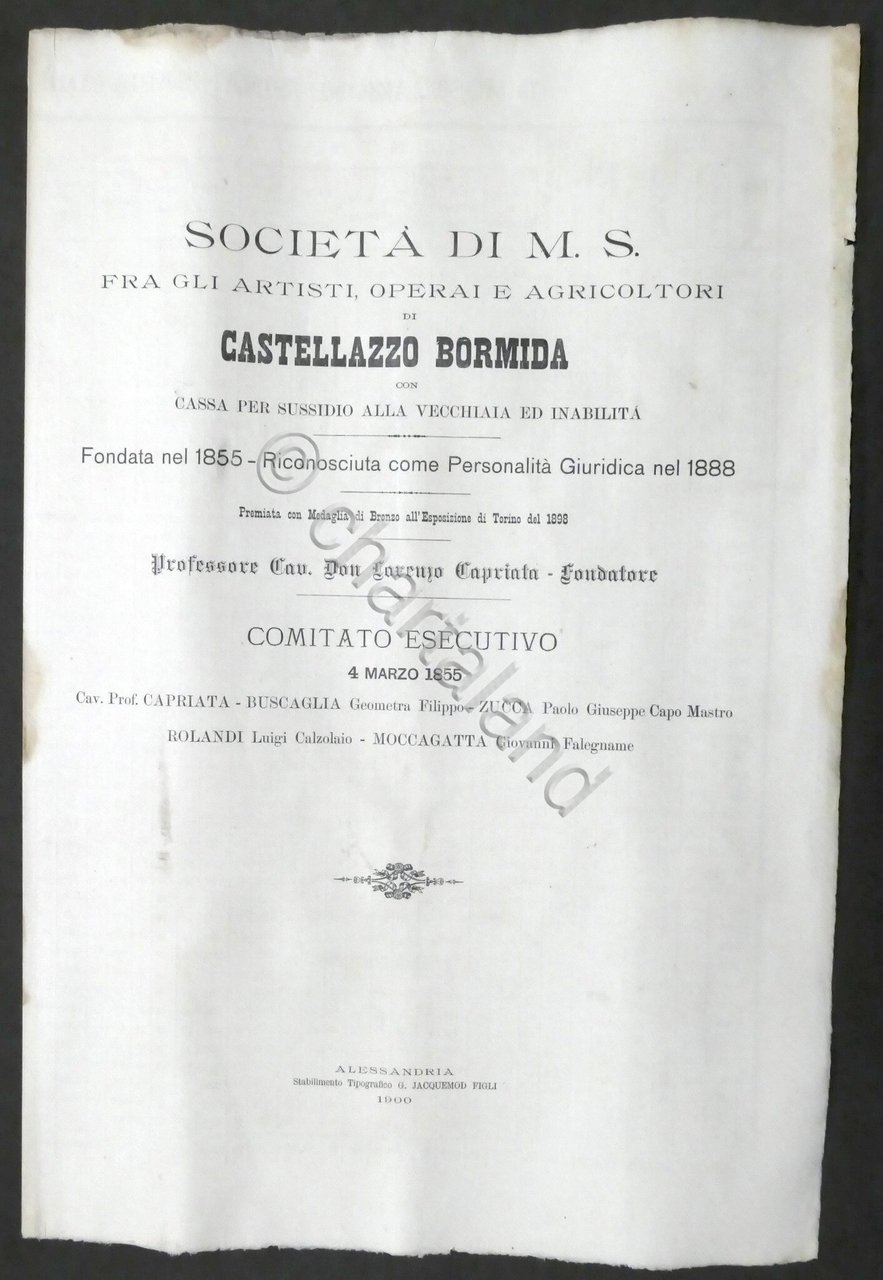 SOCIETÀ DI M. S.
FRA GLI ARTISTI, OPERAI E AGRICOLTORI
DI
CASTELLAZZO BORMIDA
CON
CASSA PER SUSSIDIO ALLA VECCHIAIA ED INABILITÁ
Fondata nel 1855 - Riconosciuta come Personalità Giuridica nel 1888
Premiata con Medaglia di Bronzo all'Esposizione di Torino del 1898
Professore Cav. Don Lorenzo Capriata - Fondatore
COMITATO ESECUTIVO
4 MARZO 1855
Cav. Prof. CAPRIATA - BUSCAGLIA Geometra Filippo - ZUCCA Paolo Giuseppe Capo Mastro
ROLANDI Luigi Calzolaio - MOCCAGATTA Giovanni Falegname
ALESSANDRIA
Stabilimento Tipografico G. JACQUEMOD FIGLI
1900
© chartaland